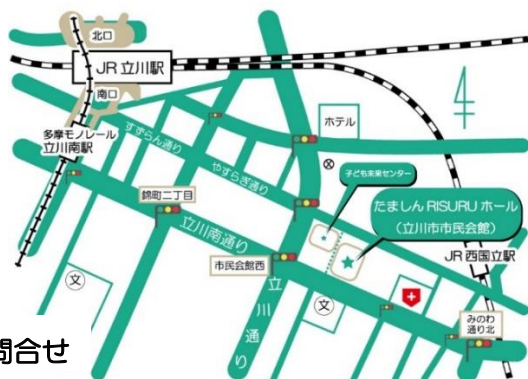 北口
JR 立川駅
南口
多摩モノレール
立川南駅
すずらん通り
ホテル
やすらぎ通り
子ども未来センター
たましん RISURU ホール
(立川市市民会館)
錦町二丁目
立川南通り
JR 西国立駅
市民会館西
文
立川通り
文
みのわ
通り北
問合せ